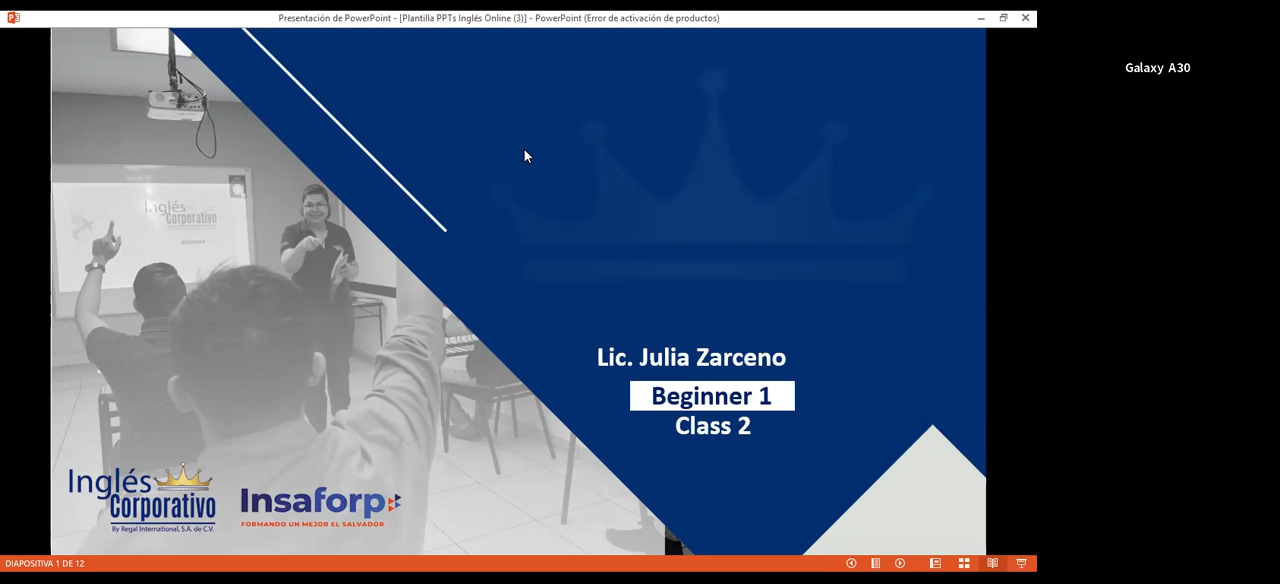 Presentación de PowerPoint - [Plantilla PPTs Inglés Online (3)] - PowerPoint (Error de activación de productos)
Galaxy A30
Inglés
Corporativo
Lic. Julia Zarceno
Beginner 1
Class 2
Inglés
Corporativo
By Regal International, S.A. de C.V.
Insaforp
FORMANDO UN MEJOR EL SALVADOR
DIAPOSITIVA 1 DE 12